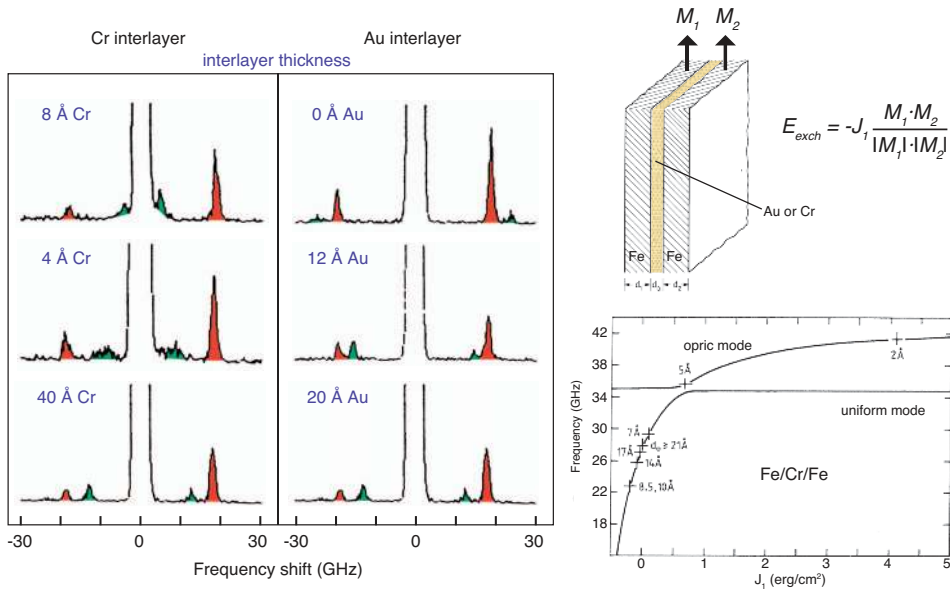 Cr interlayer
Au interlayer
interlayer thickness
8 Å Cr
0 Å Au
4 Å Cr
12 Å Au
40 Å Cr
20 Å Au
-30 0 30
-30 0 30
Frequency shift (GHz)
M1 M2
Eexch = -J1 M1·M2 / |M1|·|M2|
Au or Cr
Fe Fe
d1 d0 d2
Frequency (GHz)
42
38
34
30
26
22
18
opric mode
uniform mode
2Å
5Å
7Å
d0 ≥ 21Å
17Å
14Å
8.5, 10Å
Fe/Cr/Fe
0 1 2 3 4 5
J1 (erg/cm²)